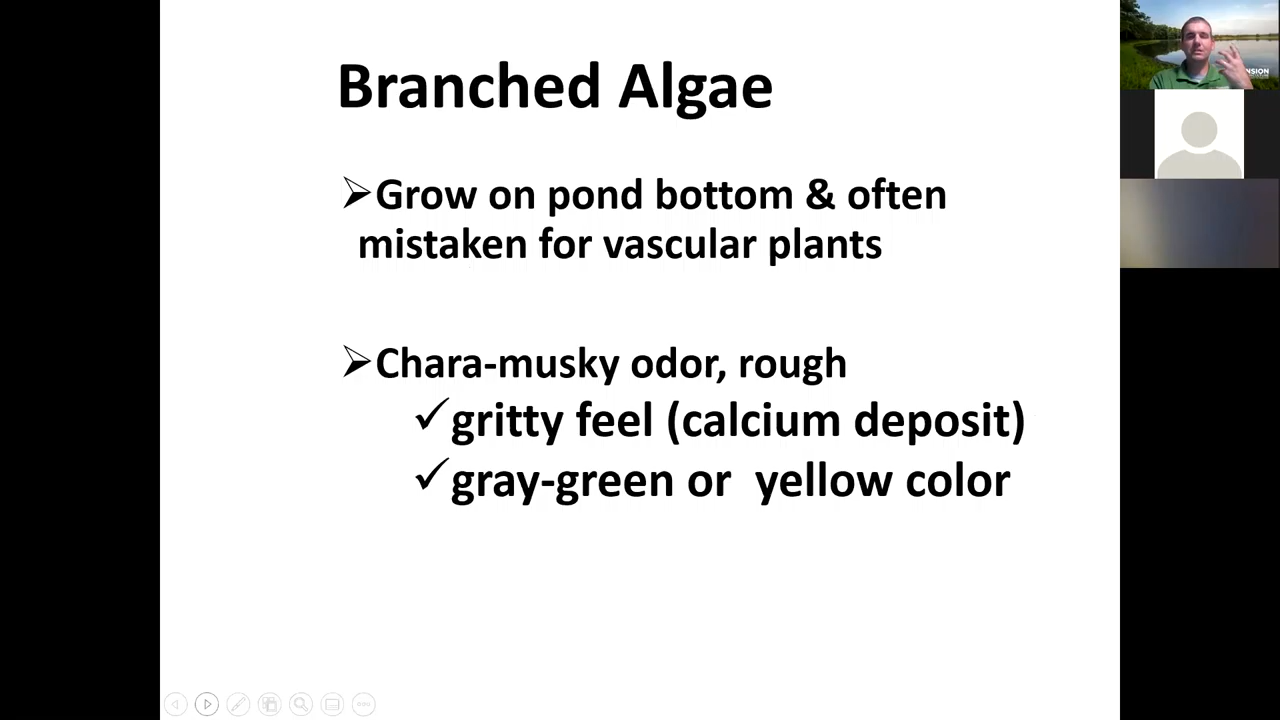 Branched Algae
➢Grow on pond bottom & often
mistaken for vascular plants
➢Chara-musky odor, rough
✓gritty feel (calcium deposit)
✓gray-green or  yellow color
NSION